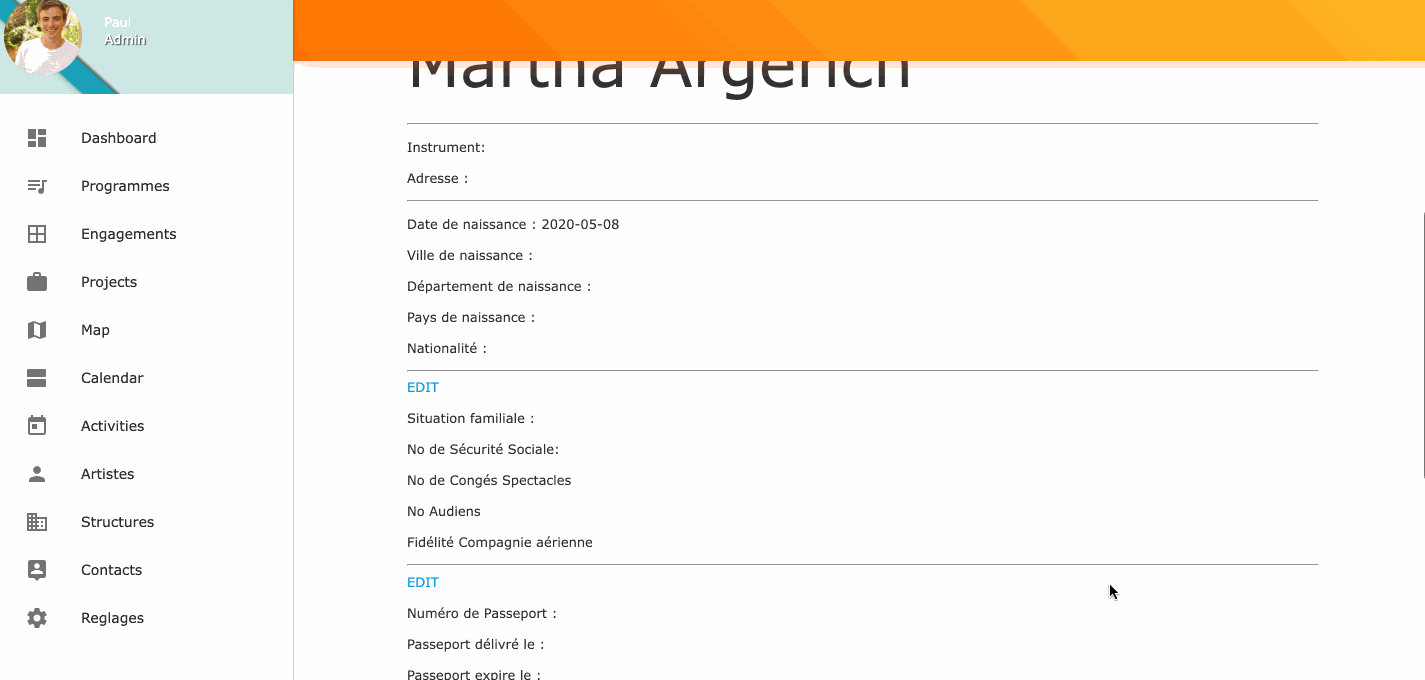 Paul
Admin
Dashboard
Programmes
Engagements
Projects
Map
Calendar
Activities
Artistes
Structures
Contacts
Reglages
Martha Argerich
Instrument:
Adresse :
Date de naissance : 2020-05-08
Ville de naissance :
Département de naissance :
Pays de naissance :
Nationalité :
EDIT
Situation familiale :
No de Sécurité Sociale:
No de Congés Spectacles
No Audiens
Fidélité Compagnie aérienne
EDIT
Numéro de Passeport :
Passeport délivré le :
Passeport expire le :